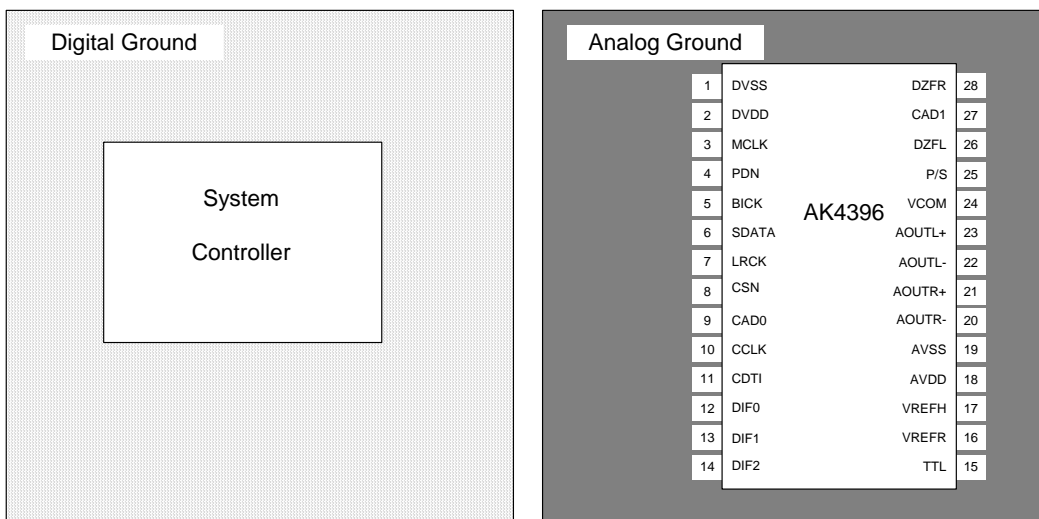 Digital Ground
System
Controller
Analog Ground
AK4396
1 DVSS DZFR 28
2 DVDD CAD1 27
3 MCLK DZFL 26
4 PDN P/S 25
5 BICK VCOM 24
6 SDATA AOUTL+ 23
7 LRCK AOUTL- 22
8 CSN AOUTR+ 21
9 CAD0 AOUTR- 20
10 CCLK AVSS 19
11 CDTI AVDD 18
12 DIF0 VREFH 17
13 DIF1 VREFR 16
14 DIF2 TTL 15